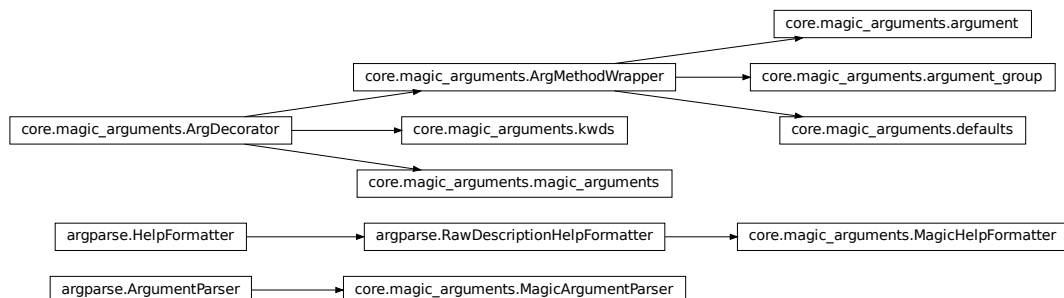 core.magic_arguments.argument
core.magic_arguments.ArgMethodWrapper
core.magic_arguments.argument_group
core.magic_arguments.ArgDecorator
core.magic_arguments.kwds
core.magic_arguments.defaults
core.magic_arguments.magic_arguments
argparse.HelpFormatter
argparse.RawDescriptionHelpFormatter
core.magic_arguments.MagicHelpFormatter
argparse.ArgumentParser
core.magic_arguments.MagicArgumentParser